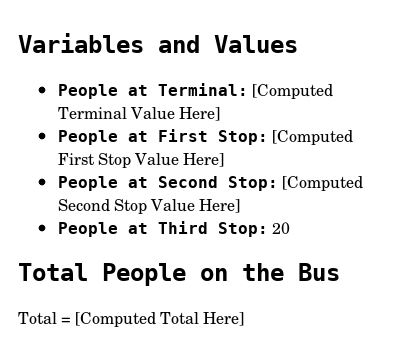 Variables and Values
• People at Terminal: [Computed
Terminal Value Here]
• People at First Stop: [Computed
First Stop Value Here]
• People at Second Stop: [Computed
Second Stop Value Here]
• People at Third Stop: 20
Total People on the Bus
Total = [Computed Total Here]